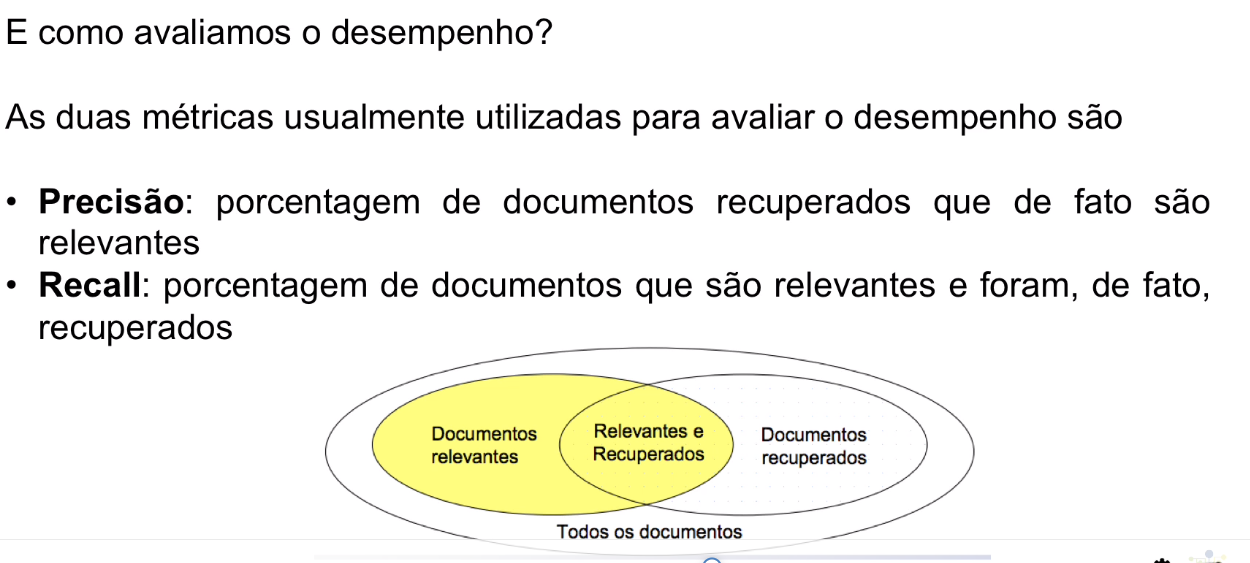 E como avaliamos o desempenho?
As duas métricas usualmente utilizadas para avaliar o desempenho são
• Precisão: porcentagem de documentos recuperados que de fato são
relevantes
• Recall: porcentagem de documentos que são relevantes e foram, de fato,
recuperados
Documentos
relevantes
Relevantes e
Recuperados
Documentos
recuperados
Todos os documentos